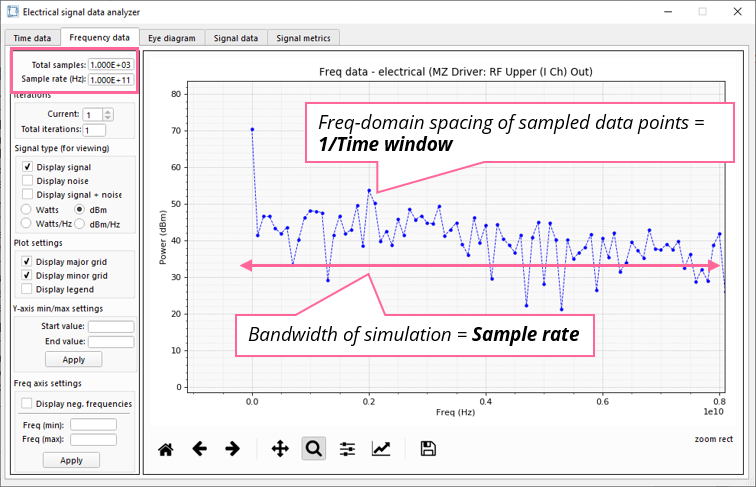 Electrical signal data analyzer
Time data
Frequency data
Eye diagram
Signal data
Signal metrics
Total samples: 1.000E+03
Sample rate (Hz): 1.000E+11
Iterations
Current: 1
Total iterations: 1
Signal type (for viewing)
Display signal
Display noise
Display signal + noise
Watts dBm
Watts/Hz dBm/Hz
Plot settings
Display major grid
Display minor grid
Display legend
Y-axis min/max settings
Start value:
End value:
Apply
Freq axis settings
Display neg. frequencies
Freq (min):
Freq (max):
Apply
Freq data - electrical (MZ Driver: RF Upper (I Ch) Out)
Freq-domain spacing of sampled data points =
1/Time window
Bandwidth of simulation = Sample rate
Power (dBm)
80
70
60
50
40
30
20
10
0
0.0 0.2 0.4 0.6 0.8
1e10
Freq (Hz)
zoom rect